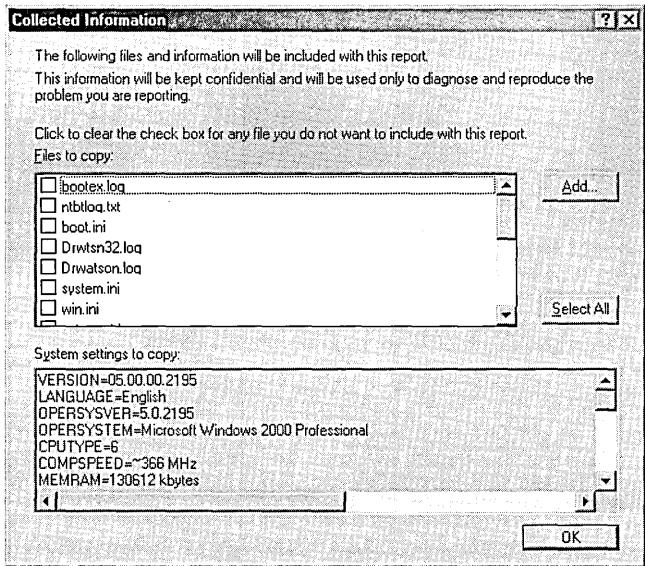 Collected Information
The following files and information will be included with this report.
This information will be kept confidential and will be used only to diagnose and reproduce the
problem you are reporting.
Click to clear the check box for any file you do not want to include with this report.
Files to copy:
bootex.log
Add...
ntbtlog.txt
boot.ini
Drwtsn32.log
Drwatson.log
system.ini
win.ini
Select All
System settings to copy:
VERSION=05.00.00.2195
LANGUAGE=English
OPERSYSVER=5.0.2195
OPERSYSTEM=Microsoft Windows 2000 Professional
CPUTYPE=6
COMPSPEED=~366 MHz
MEMRAM=130612 kbytes
OK